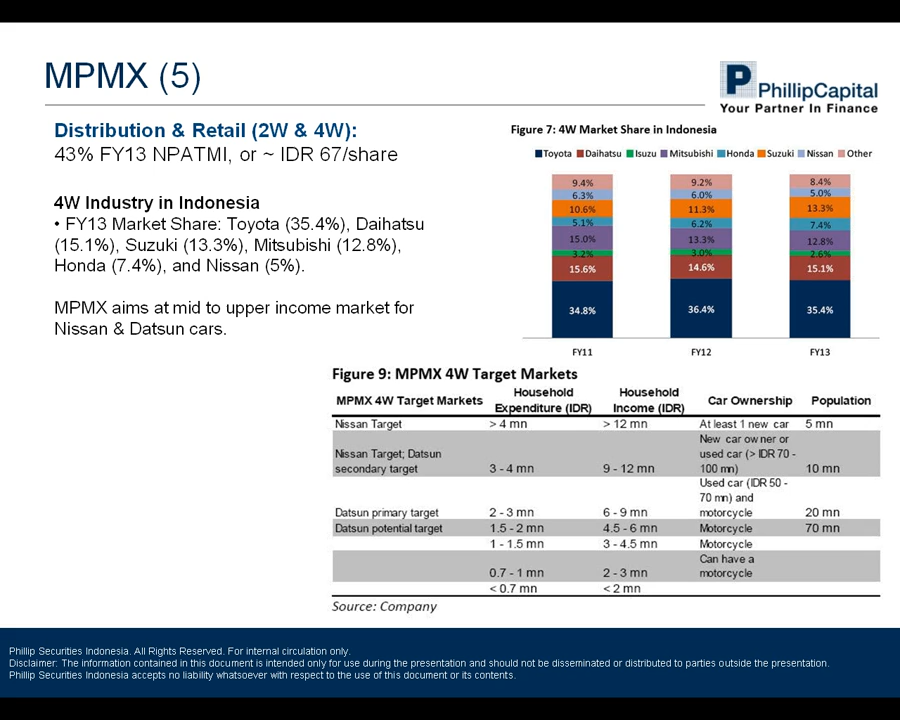 MPMX (5)
P PhillipCapital
Your Partner In Finance
Distribution & Retail (2W & 4W):
43% FY13 NPATMI, or ~ IDR 67/share
4W Industry in Indonesia
• FY13 Market Share: Toyota (35.4%), Daihatsu
(15.1%), Suzuki (13.3%), Mitsubishi (12.8%),
Honda (7.4%), and Nissan (5%).
MPMX aims at mid to upper income market for
Nissan & Datsun cars.
Figure 7: 4W Market Share in Indonesia
Toyota Daihatsu Isuzu Mitsubishi Honda Suzuki Nissan Other
9.4% 9.2% 8.4%
6.3% 6.0% 5.0%
10.6% 11.3% 13.3%
5.1% 6.2% 7.4%
15.0% 13.3% 12.8%
3.2% 3.0% 2.6%
15.6% 14.6% 15.1%
34.8% 36.4% 35.4%
FY11 FY12 FY13
Figure 9: MPMX 4W Target Markets
MPMX 4W Target Markets Household Expenditure (IDR) Household Income (IDR) Car Ownership Population
Nissan Target > 4 mn > 12 mn At least 1 new car 5 mn
Nissan Target; Datsun secondary target 3 - 4 mn 9 - 12 mn New car owner or used car (> IDR 70 - 100 mn) 10 mn
Datsun primary target 2 - 3 mn 6 - 9 mn Used car (IDR 50 - 70 mn) and motorcycle 20 mn
Datsun potential target 1.5 - 2 mn 4.5 - 6 mn Motorcycle 70 mn
1 - 1.5 mn 3 - 4.5 mn Motorcycle
0.7 - 1 mn 2 - 3 mn Can have a motorcycle
< 0.7 mn < 2 mn
Source: Company
Phillip Securities Indonesia. All Rights Reserved. For internal circulation only.
Disclaimer: The information contained in this document is intended only for use during the presentation and should not be disseminated or distributed to parties outside the presentation.
Phillip Securities Indonesia accepts no liability whatsoever with respect to the use of this document or its contents.